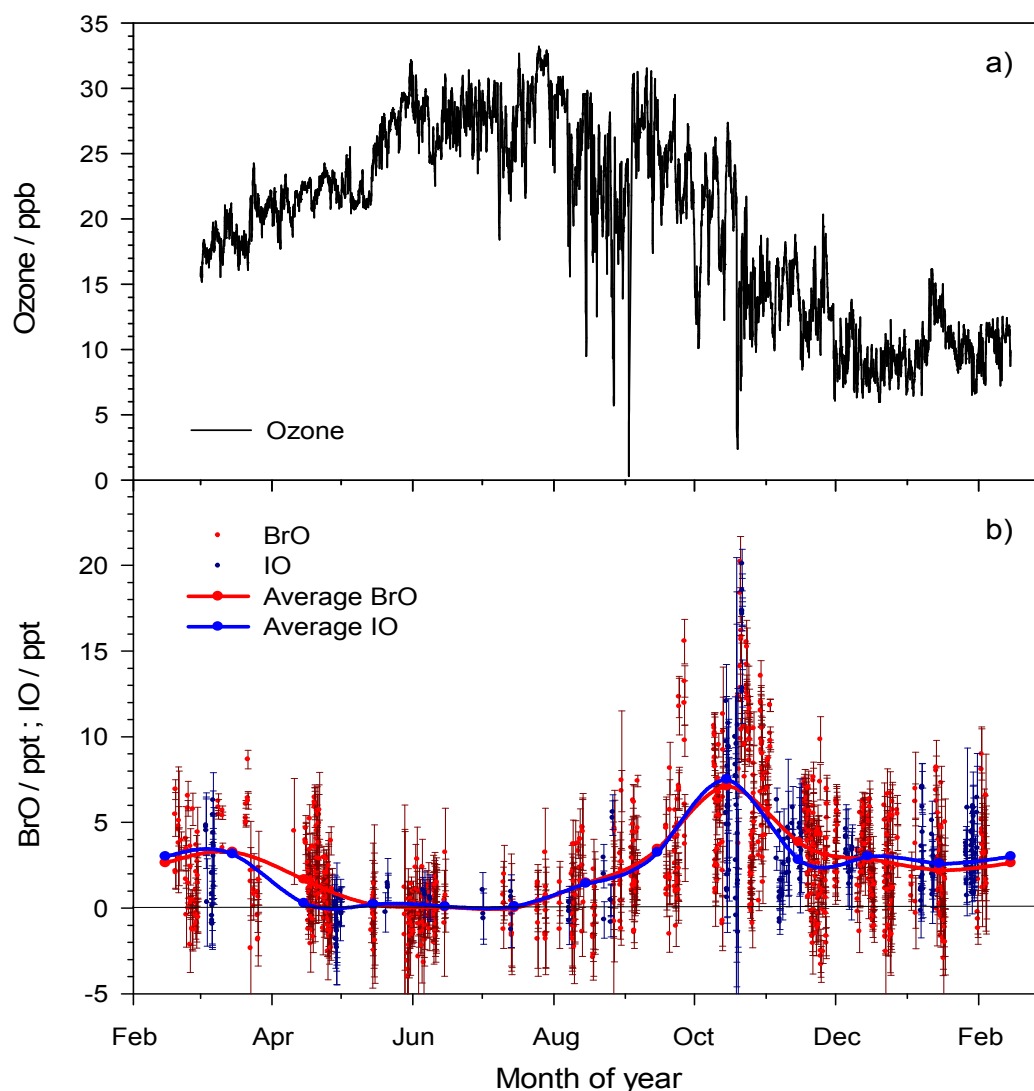 35
a)
30
25
20
15
10
5
0
Ozone / ppb
Ozone
b)
BrO
IO
Average BrO
Average IO
20
15
10
5
0
-5
BrO / ppt ; IO / ppt
Feb Apr Jun Aug Oct Dec Feb
Month of year